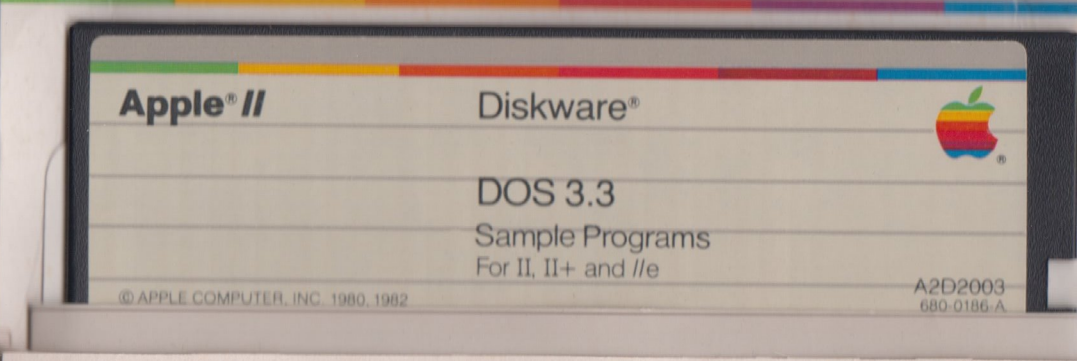 Apple® II
Diskware®
®
DOS 3.3
Sample Programs
For II, II+ and //e
© APPLE COMPUTER, INC. 1980, 1982
A2D2003
680-0186-A